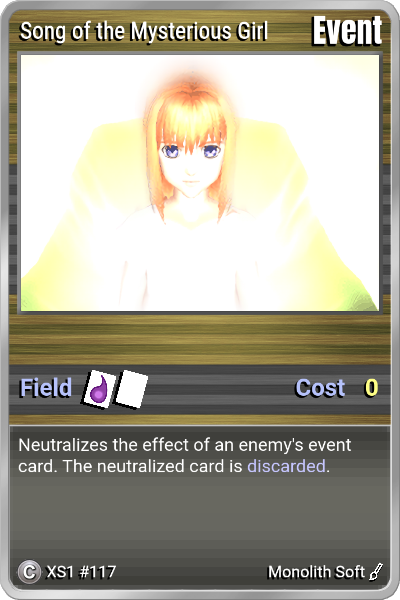 Song of the Mysterious Girl
Event
Field
Cost 0
Neutralizes the effect of an enemy's event
card. The neutralized card is discarded.
C XS1 #117
Monolith Soft